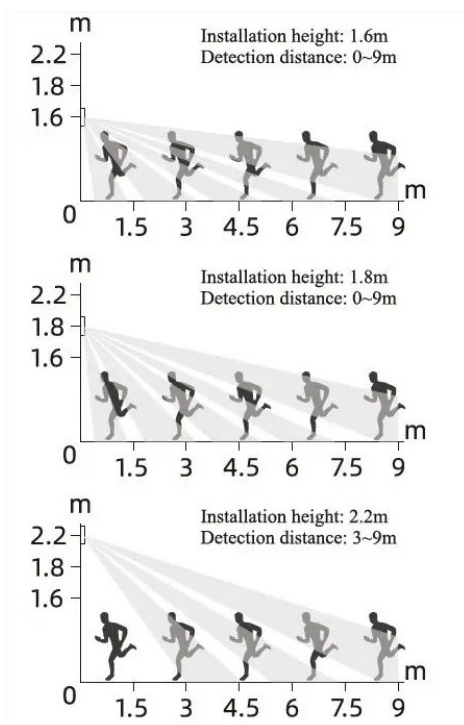 m
Installation height: 1.6m
Detection distance: 0~9m
2.2
1.8
1.6
0
m
1.5 3 4.5 6 7.5 9
m
Installation height: 1.8m
Detection distance: 0~9m
2.2
1.8
1.6
0
m
1.5 3 4.5 6 7.5 9
m
Installation height: 2.2m
Detection distance: 3~9m
2.2
1.8
1.6
0
m
1.5 3 4.5 6 7.5 9